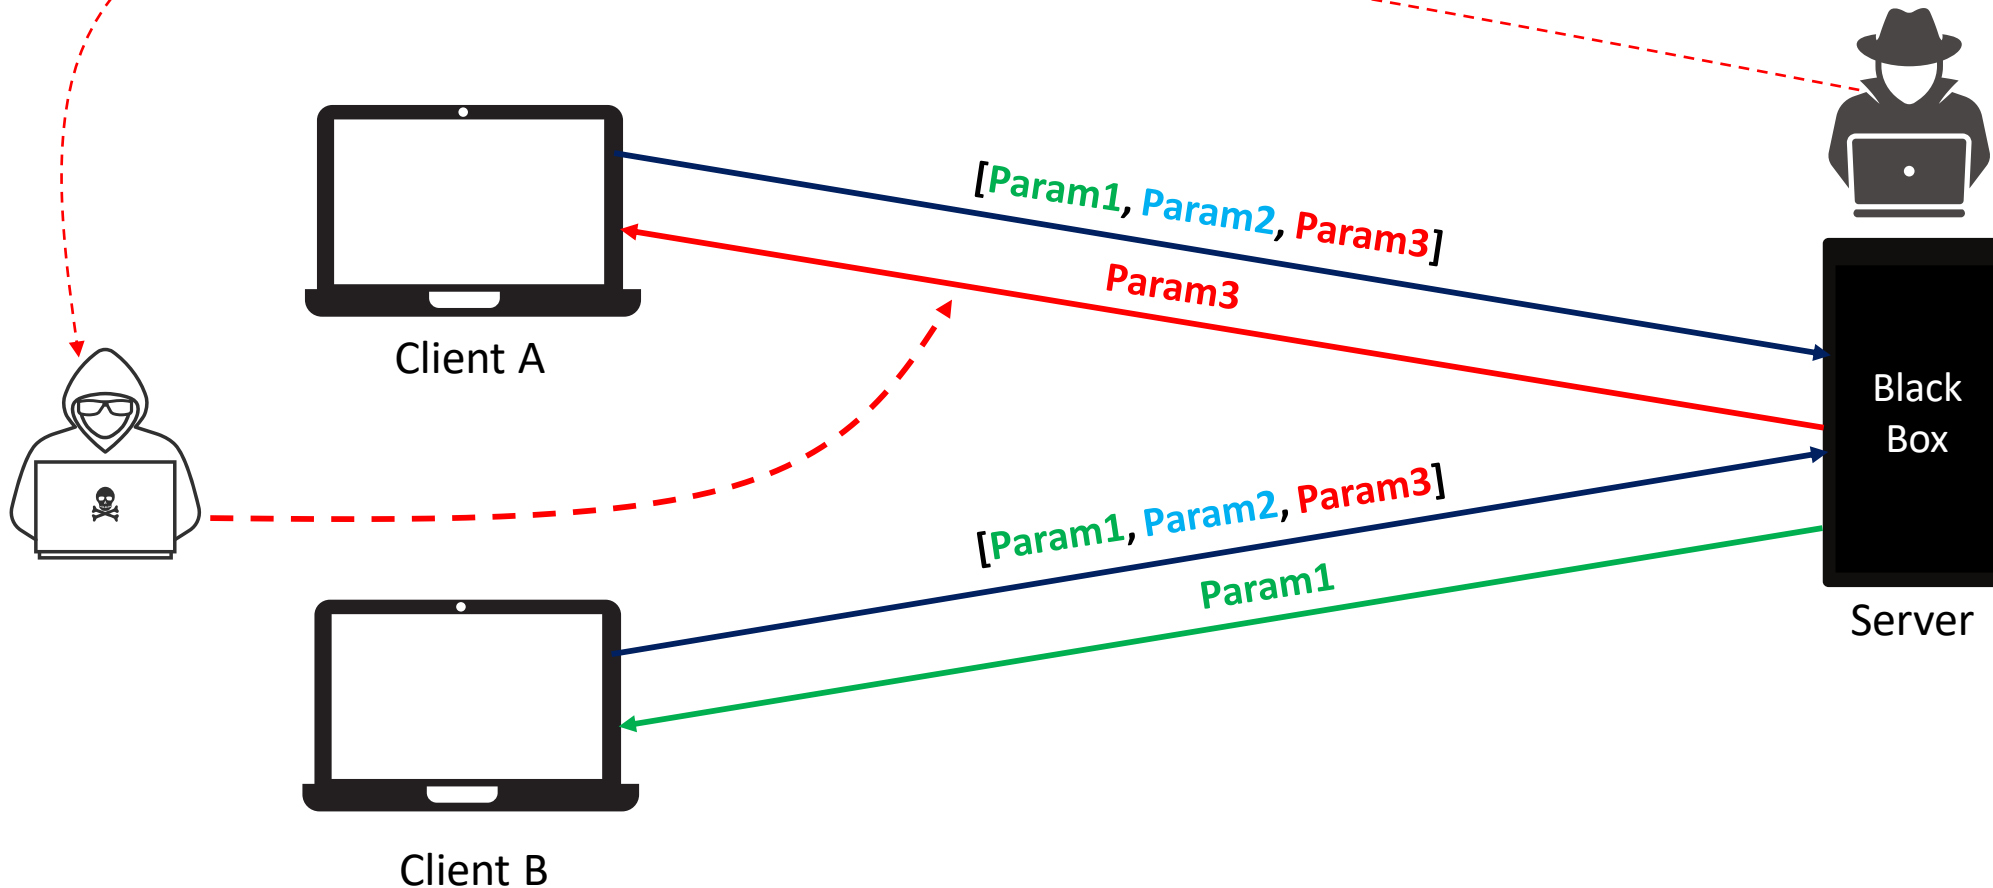 [Param1, Param2, Param3]
Param3
Client A
Black
Box
[Param1, Param2, Param3]
Param1
Server
Client B